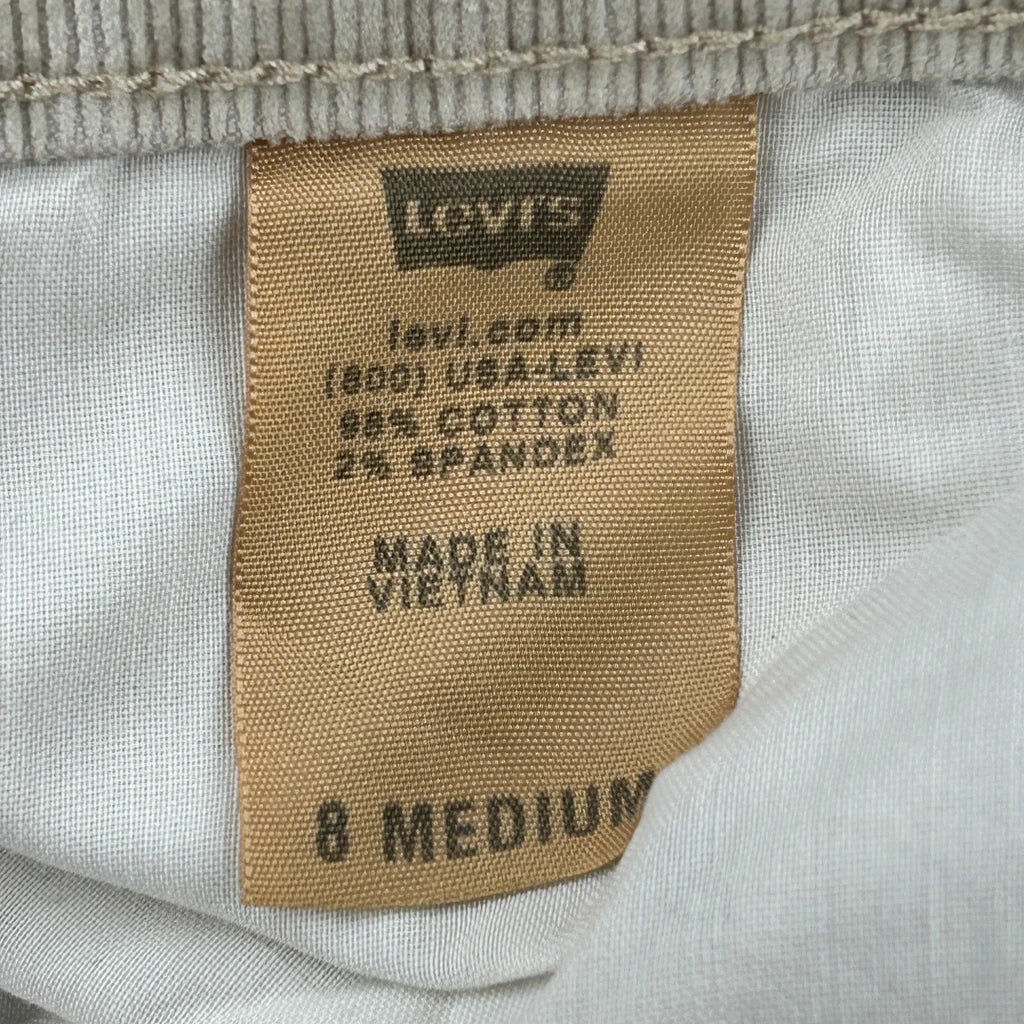 Levi's
levi.com
(800) USA-LEVI
98% COTTON
2% SPANDEX
MADE IN
VIETNAM
8 MEDIUM